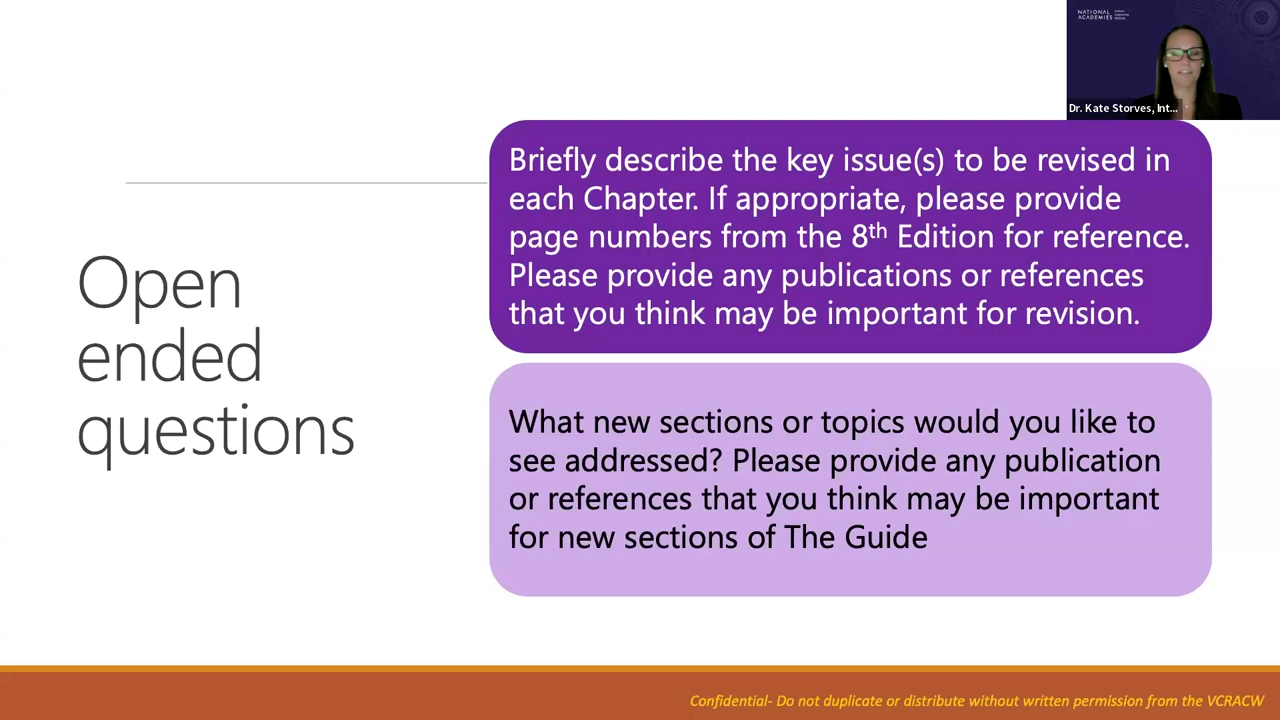 NATIONAL
ACADEMIES
Dr. Kate Storves, Int...
Briefly describe the key issue(s) to be revised in
each Chapter. If appropriate, please provide
page numbers from the 8th Edition for reference.
Please provide any publications or references
that you think may be important for revision.
Open
ended
questions
What new sections or topics would you like to
see addressed? Please provide any publication
or references that you think may be important
for new sections of The Guide
Confidential- Do not duplicate or distribute without written permission from the VCRACW